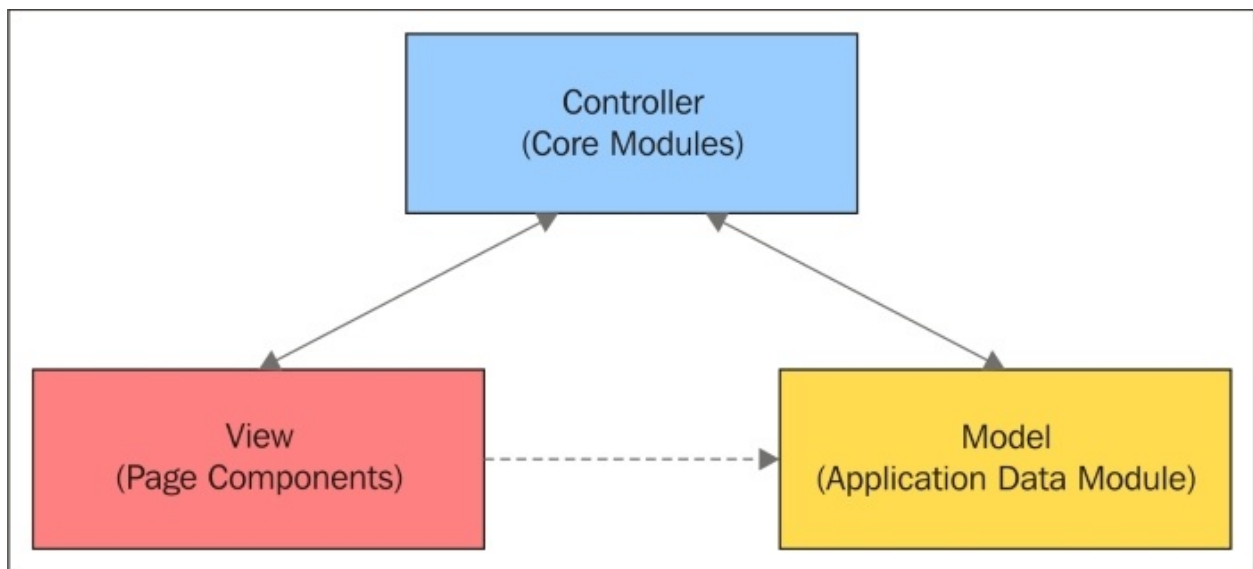 Controller
(Core Modules)
View
(Page Components)
Model
(Application Data Module)